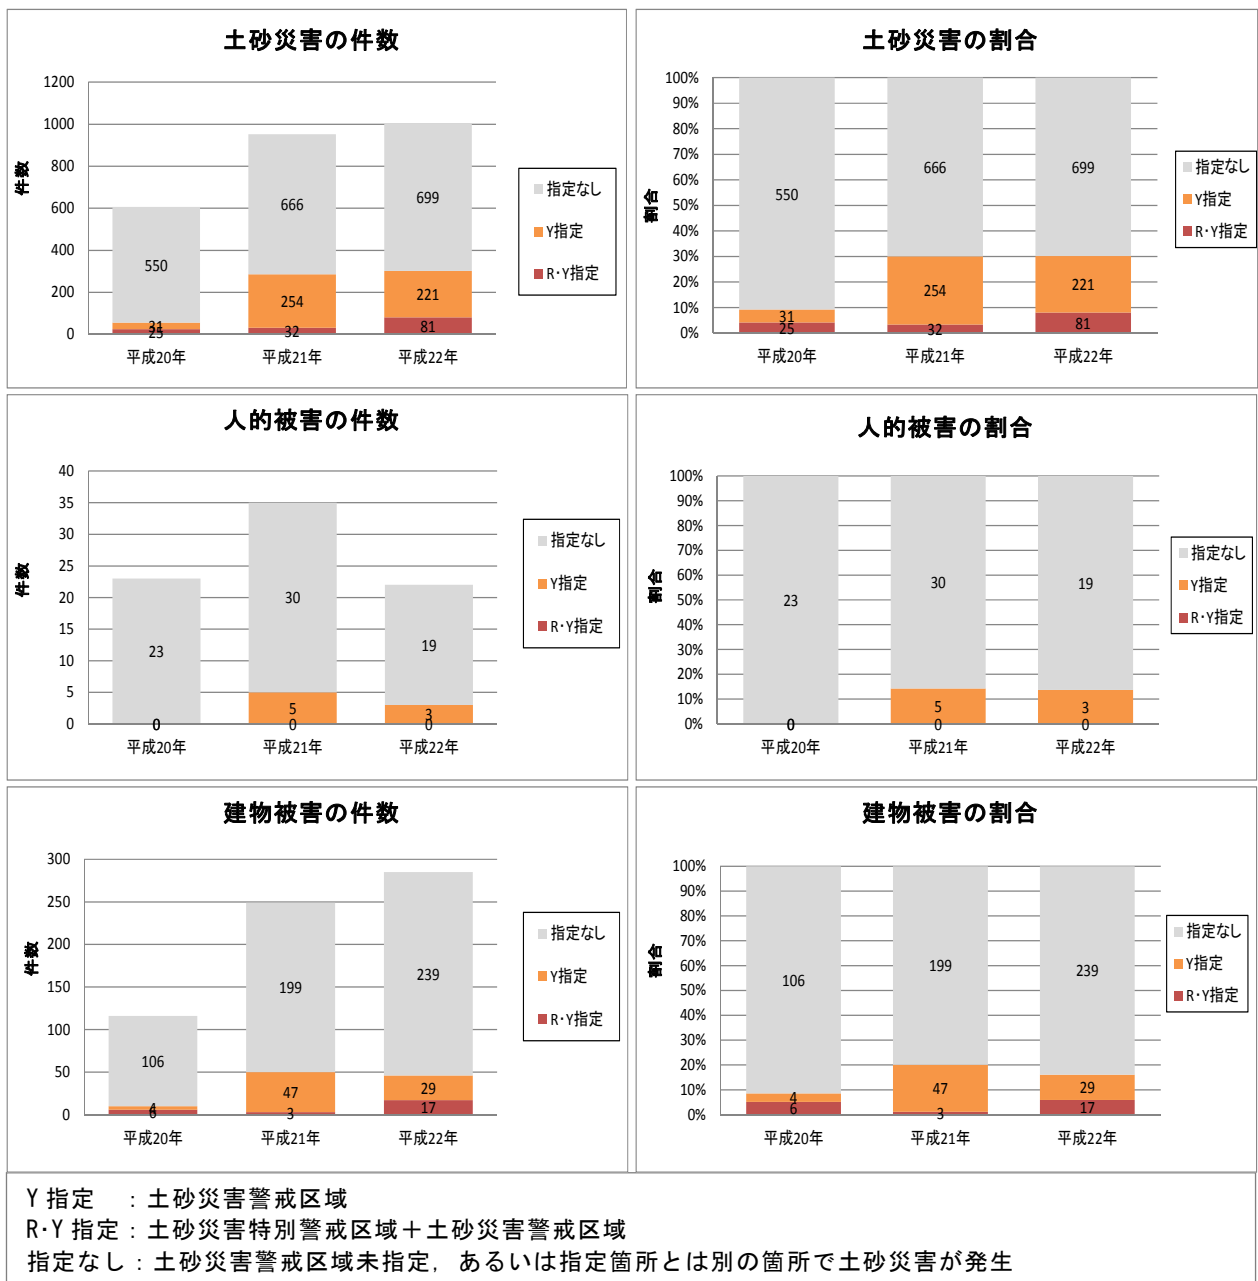 土砂災害の件数
1200
1000
800
600
400
200
0
件数
550
31
25
666
254
32
699
221
81
平成20年
平成21年
平成22年
指定なし
Y指定
R･Y指定
土砂災害の割合
100%
90%
80%
70%
60%
50%
40%
30%
20%
10%
0%
割合
550
31
25
666
254
32
699
221
81
平成20年
平成21年
平成22年
指定なし
Y指定
R･Y指定
人的被害の件数
40
35
30
25
20
15
10
5
0
件数
23
0
0
30
5
0
19
3
0
平成20年
平成21年
平成22年
指定なし
Y指定
R･Y指定
人的被害の割合
100%
90%
80%
70%
60%
50%
40%
30%
20%
10%
0%
割合
23
0
0
30
5
0
19
3
0
平成20年
平成21年
平成22年
指定なし
Y指定
R･Y指定
建物被害の件数
300
250
200
150
100
50
0
件数
106
4
6
199
47
3
239
29
17
平成20年
平成21年
平成22年
指定なし
Y指定
R･Y指定
建物被害の割合
100%
90%
80%
70%
60%
50%
40%
30%
20%
10%
0%
割合
106
4
6
199
47
3
239
29
17
平成20年
平成21年
平成22年
指定なし
Y指定
R･Y指定
Y 指定　：土砂災害警戒区域
R･Y 指定：土砂災害特別警戒区域＋土砂災害警戒区域
指定なし：土砂災害警戒区域未指定，あるいは指定箇所とは別の箇所で土砂災害が発生